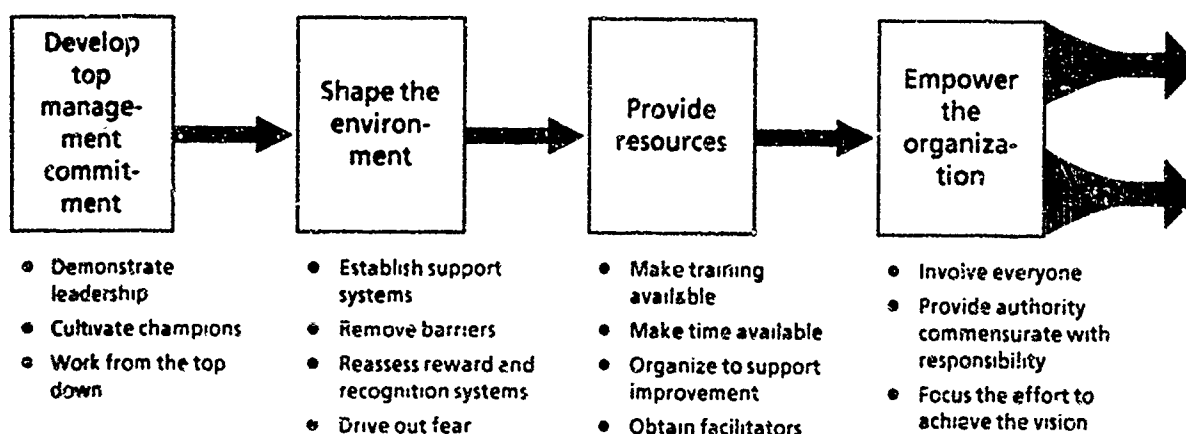 Develop
top
manage-
ment
commit-
ment
Shape the
environ-
ment
Provide
resources
Empower
the
organiza-
tion
• Demonstrate
leadership
• Cultivate champions
• Work from the top
down
• Establish support
systems
• Remove barriers
• Reassess reward and
recognition systems
• Drive out fear
• Make training
available
• Make time available
• Organize to support
improvement
• Obtain facilitators
• Involve everyone
• Provide authority
commensurate with
responsibility
• Focus the effort to
achieve the vision